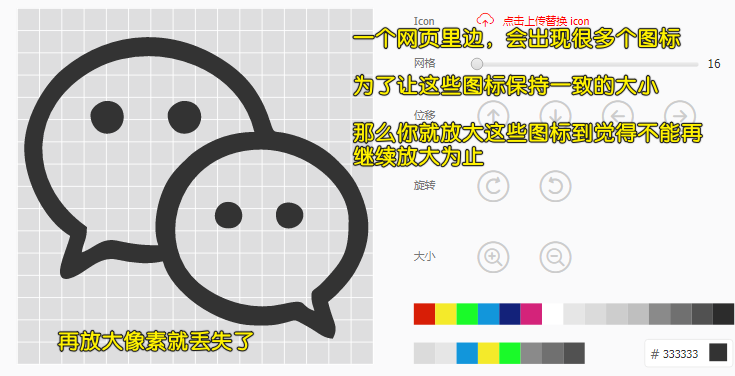 Icon
点击上传替换 icon
一个网页里边，会出现很多个图标
网格
16
为了让这些图标保持一致的大小
位移
那么你就放大这些图标到觉得不能再
继续放大为止
旋转
大小
再放大像素就丢失了
# 333333